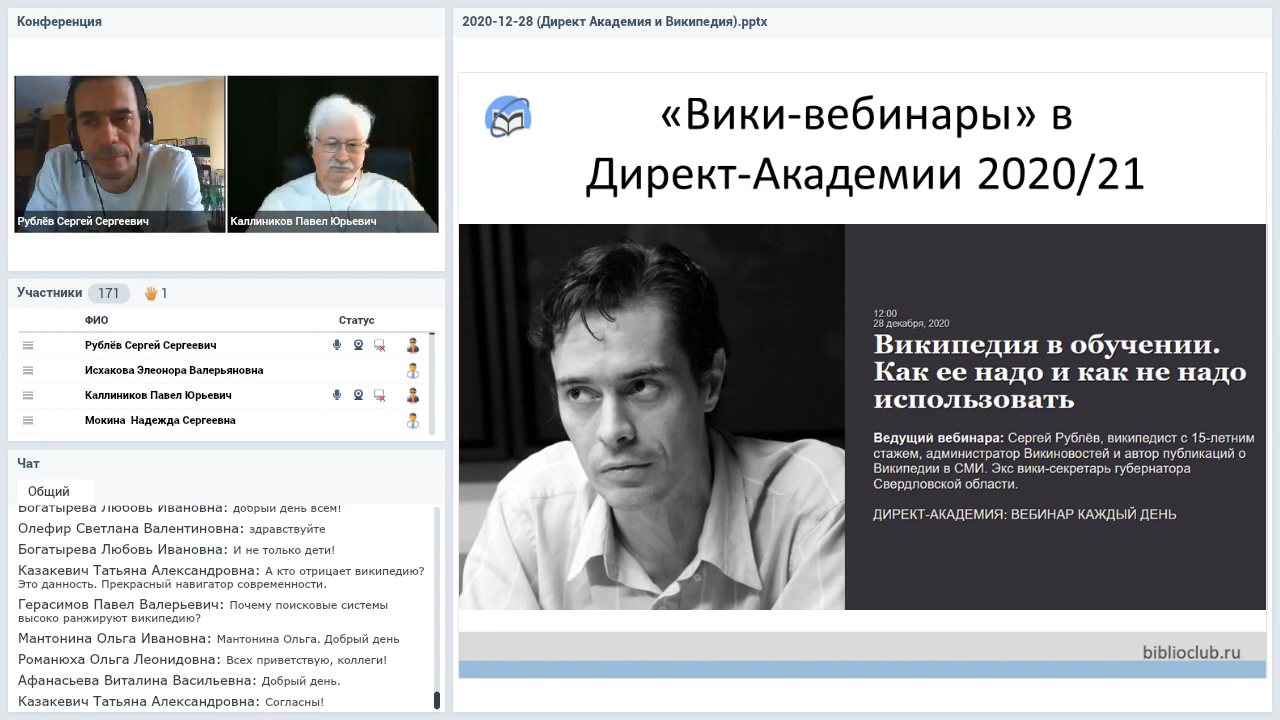 Конференция
Рублёв Сергей Сергеевич
Каллиников Павел Юрьевич
Участники 171 1
ФИО Статус
Рублёв Сергей Сергеевич
Исхакова Элеонора Валерьяновна
Каллиников Павел Юрьевич
Мокина Надежда Сергеевна
Чат
Общий
Богатырева Любовь Ивановна: добрый день всем!
Олефир Светлана Валентиновна: здравствуйте
Богатырева Любовь Ивановна: И не только дети!
Казакевич Татьяна Александровна: А кто отрицает википедию?
Это данность. Прекрасный навигатор современности.
Герасимов Павел Валерьевич: Почему поисковые системы
высоко ранжируют википедию?
Мантонина Ольга Ивановна: Мантонина Ольга. Добрый день
Романюха Ольга Леонидовна: Всех приветствую, коллеги!
Афанасьева Виталина Васильевна: Добрый день.
Казакевич Татьяна Александровна: Согласны!
2020-12-28 (Директ Академия и Википедия).pptx
«Вики-вебинары» в
Директ-Академии 2020/21
12.00
28 декабря, 2020
Википедия в обучении.
Как ее надо и как не надо
использовать
Ведущий вебинара: Сергей Рублёв, википедист с 15-летним
стажем, администратор Викиновостей и автор публикаций о
Википедии в СМИ. Экс вики-секретарь губернатора
Свердловской области.
ДИРЕКТ-АКАДЕМИЯ: ВЕБИНАР КАЖДЫЙ ДЕНЬ
biblioclub.ru